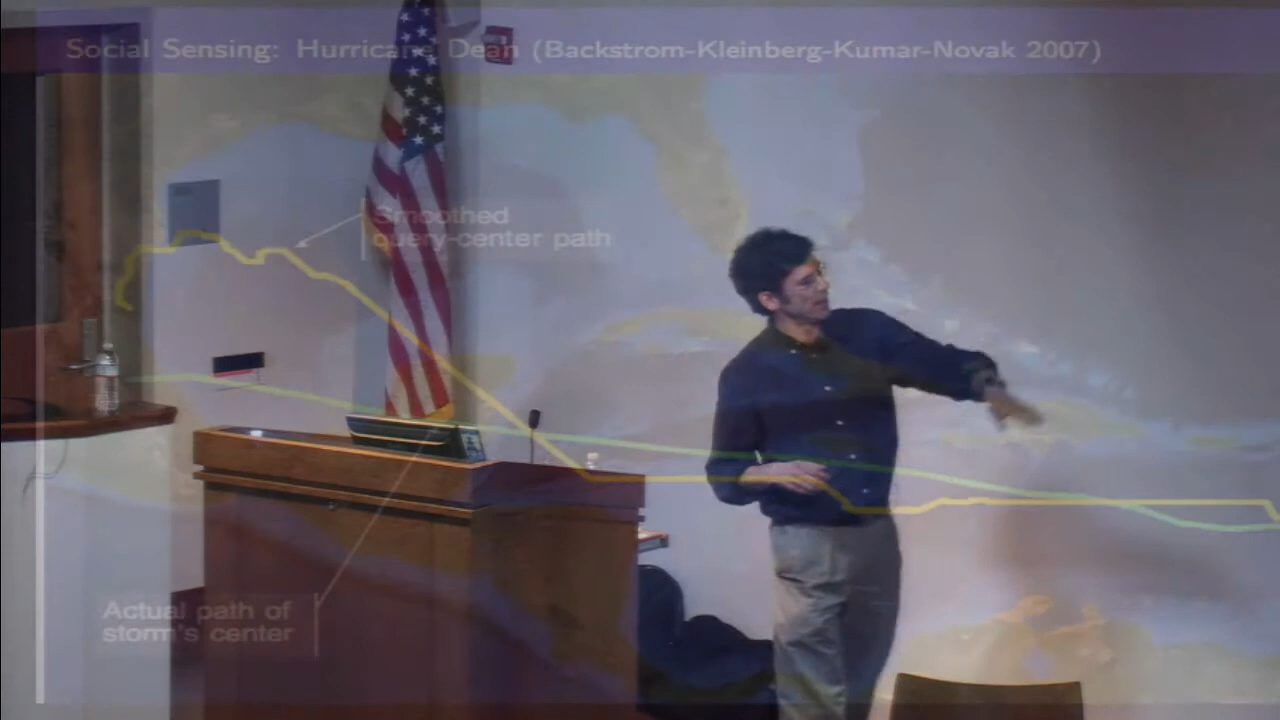 Social Sensing: Hurricane Dean (Backstrom-Kleinberg-Kumar-Novak 2007)
Smoothed
query-center path
Actual path of
storm's center